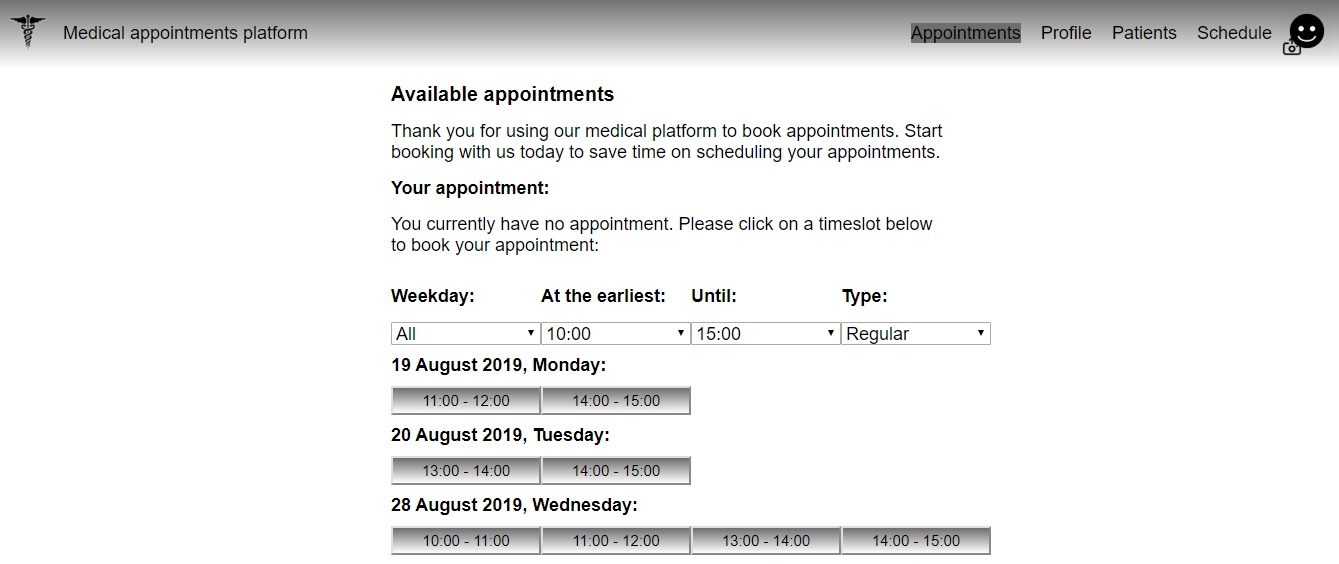 Medical appointments platform
Appointments Profile Patients Schedule
Available appointments
Thank you for using our medical platform to book appointments. Start
booking with us today to save time on scheduling your appointments.
Your appointment:
You currently have no appointment. Please click on a timeslot below
to book your appointment:
Weekday: At the earliest: Until: Type:
All 10:00 15:00 Regular
19 August 2019, Monday:
11:00 - 12:00 14:00 - 15:00
20 August 2019, Tuesday:
13:00 - 14:00 14:00 - 15:00
28 August 2019, Wednesday:
10:00 - 11:00 11:00 - 12:00 13:00 - 14:00 14:00 - 15:00